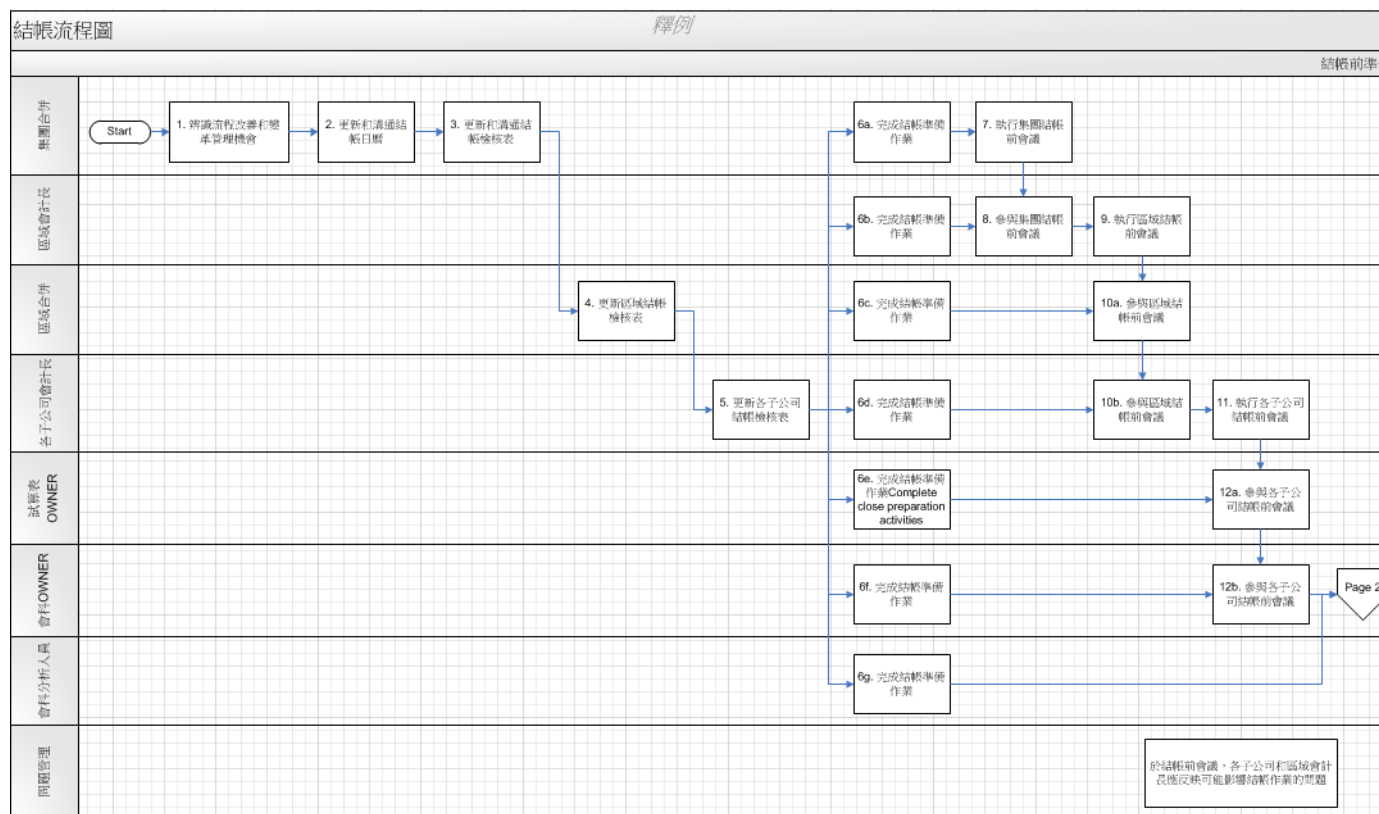 結帳流程圖
釋例
結帳前準
集團合併
Start
1. 辨識流程改善和變
革管理機會
2. 更新和溝通結
帳日曆
3. 更新和溝通結
帳檢核表
6a. 完成結帳準備
作業
7. 執行集團結帳
前會議
區域會計長
6b. 完成結帳準備
作業
8. 參與集團結帳
前會議
9. 執行區域結帳
前會議
區域合併
4. 更新區域結帳
檢核表
6c. 完成結帳準備
作業
10a. 參與區域結
帳前會議
各子公司會計長
5. 更新各子公司
結帳檢核表
6d. 完成結帳準備
作業
10b. 參與區域結
帳前會議
11. 執行各子公司
結帳前會議
試算表
OWNER
6e. 完成結帳準備
作業Complete
close preparation
activities
12a. 參與各子公
司結帳前會議
會科OWNER
6f. 完成結帳準備
作業
12b. 參與各子公
司結帳前會議
Page 2
會科分析人員
6g. 完成結帳準備
作業
問題管理
於結帳前會議，各子公司和區域會計
長應反映可能影響結帳作業的問題